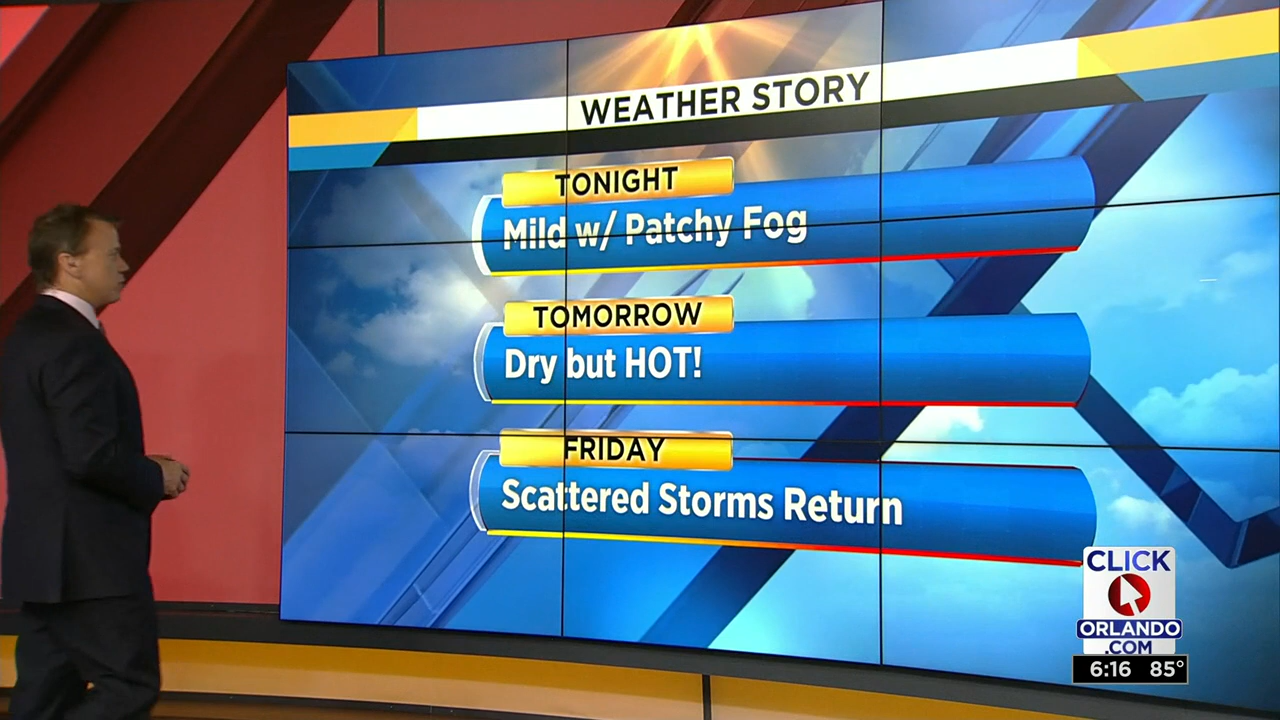 WEATHER STORY
TONIGHT
Mild w/ Patchy Fog
TOMORROW
Dry but HOT!
FRIDAY
Scattered Storms Return
CLICK
ORLANDO
.COM
6:16 85°